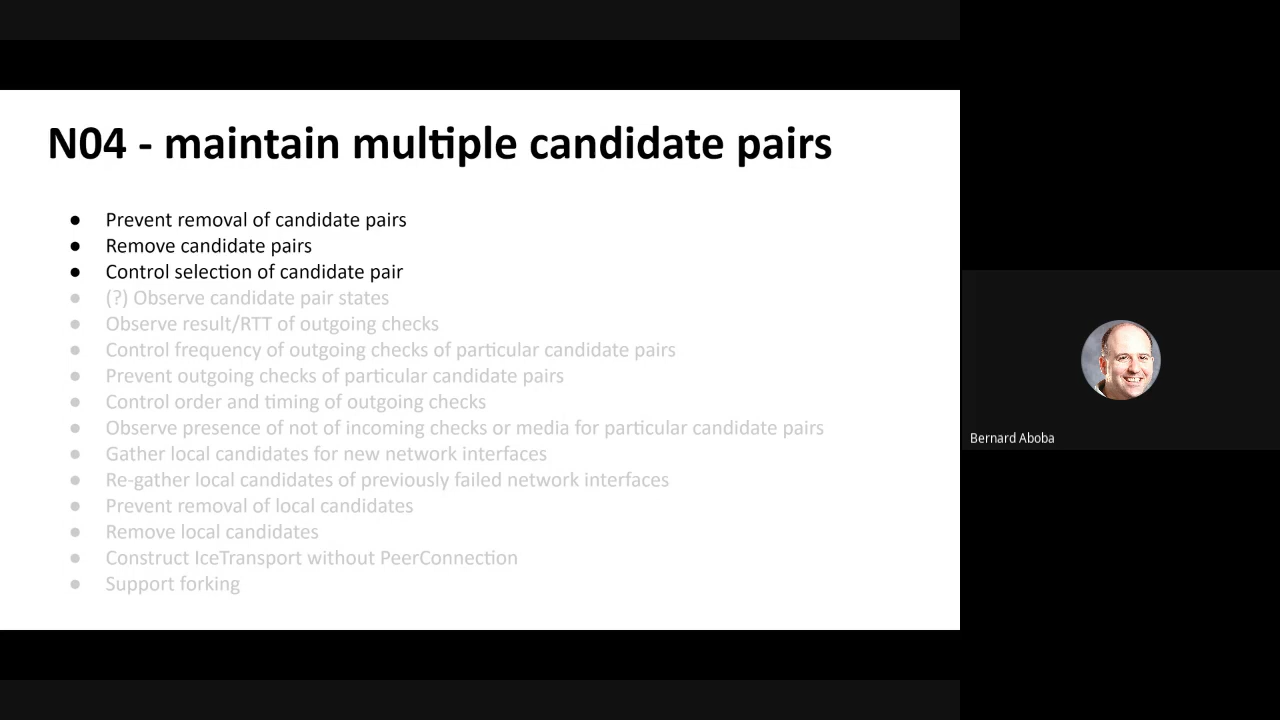 N04 - maintain multiple candidate pairs
● Prevent removal of candidate pairs
● Remove candidate pairs
● Control selection of candidate pair
● (?) Observe candidate pair states
● Observe result/RTT of outgoing checks
● Control frequency of outgoing checks of particular candidate pairs
● Prevent outgoing checks of particular candidate pairs
● Control order and timing of outgoing checks
● Observe presence of not of incoming checks or media for particular candidate pairs
● Gather local candidates for new network interfaces
● Re-gather local candidates of previously failed network interfaces
● Prevent removal of local candidates
● Remove local candidates
● Construct IceTransport without PeerConnection
● Support forking
Bernard Aboba